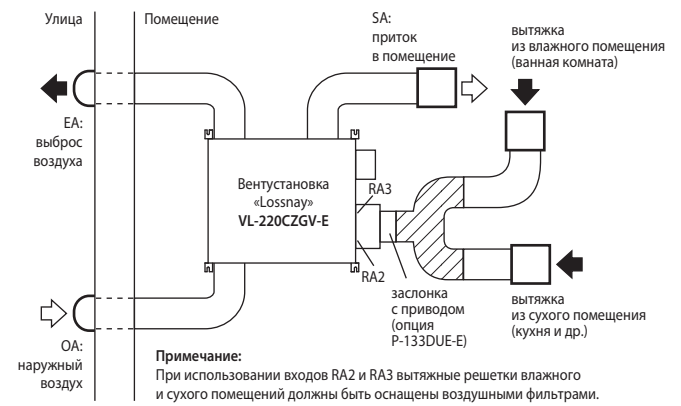 Улица
Помещение
SA:
приток
в помещение
вытяжка
из влажного помещения
(ванная комната)
EA:
выброс
воздуха
Вентустановка
«Lossnay»
VL-220CZGV-E
RA3
RA2
заслонка
с приводом
(опция
P-133DUE-E)
вытяжка
из сухого помещения
(кухня и др.)
OA:
наружный
воздух
Примечание:
При использовании входов RA2 и RA3 вытяжные решетки влажного
и сухого помещений должны быть оснащены воздушными фильтрами.